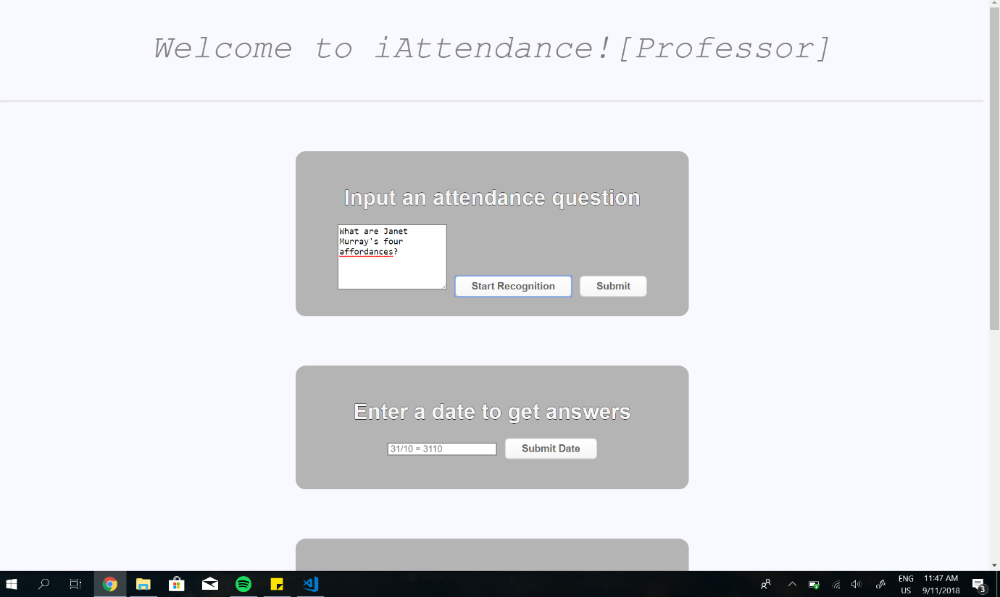 Welcome to iAttendance![Professor]
Input an attendance question
What are Janet
Murray's four
affordances?
Start Recognition
Submit
Enter a date to get answers
31/10 = 3110
Submit Date
ENG
US
11:47 AM
9/11/2018
3